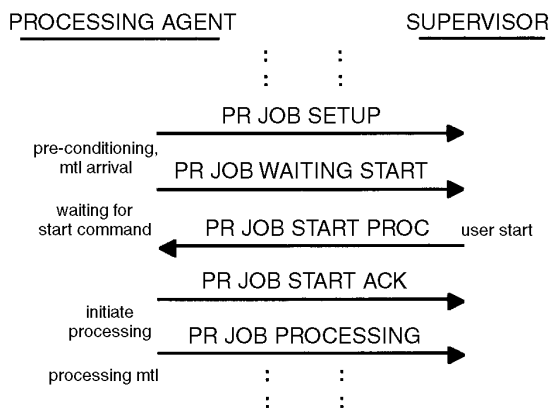 PROCESSING AGENT SUPERVISOR
: :
: :
PR JOB SETUP
pre-conditioning,
mtl arrival
PR JOB WAITING START
waiting for
start command
PR JOB START PROC user start
PR JOB START ACK
initiate
processing
PR JOB PROCESSING
processing mtl
: :
: :